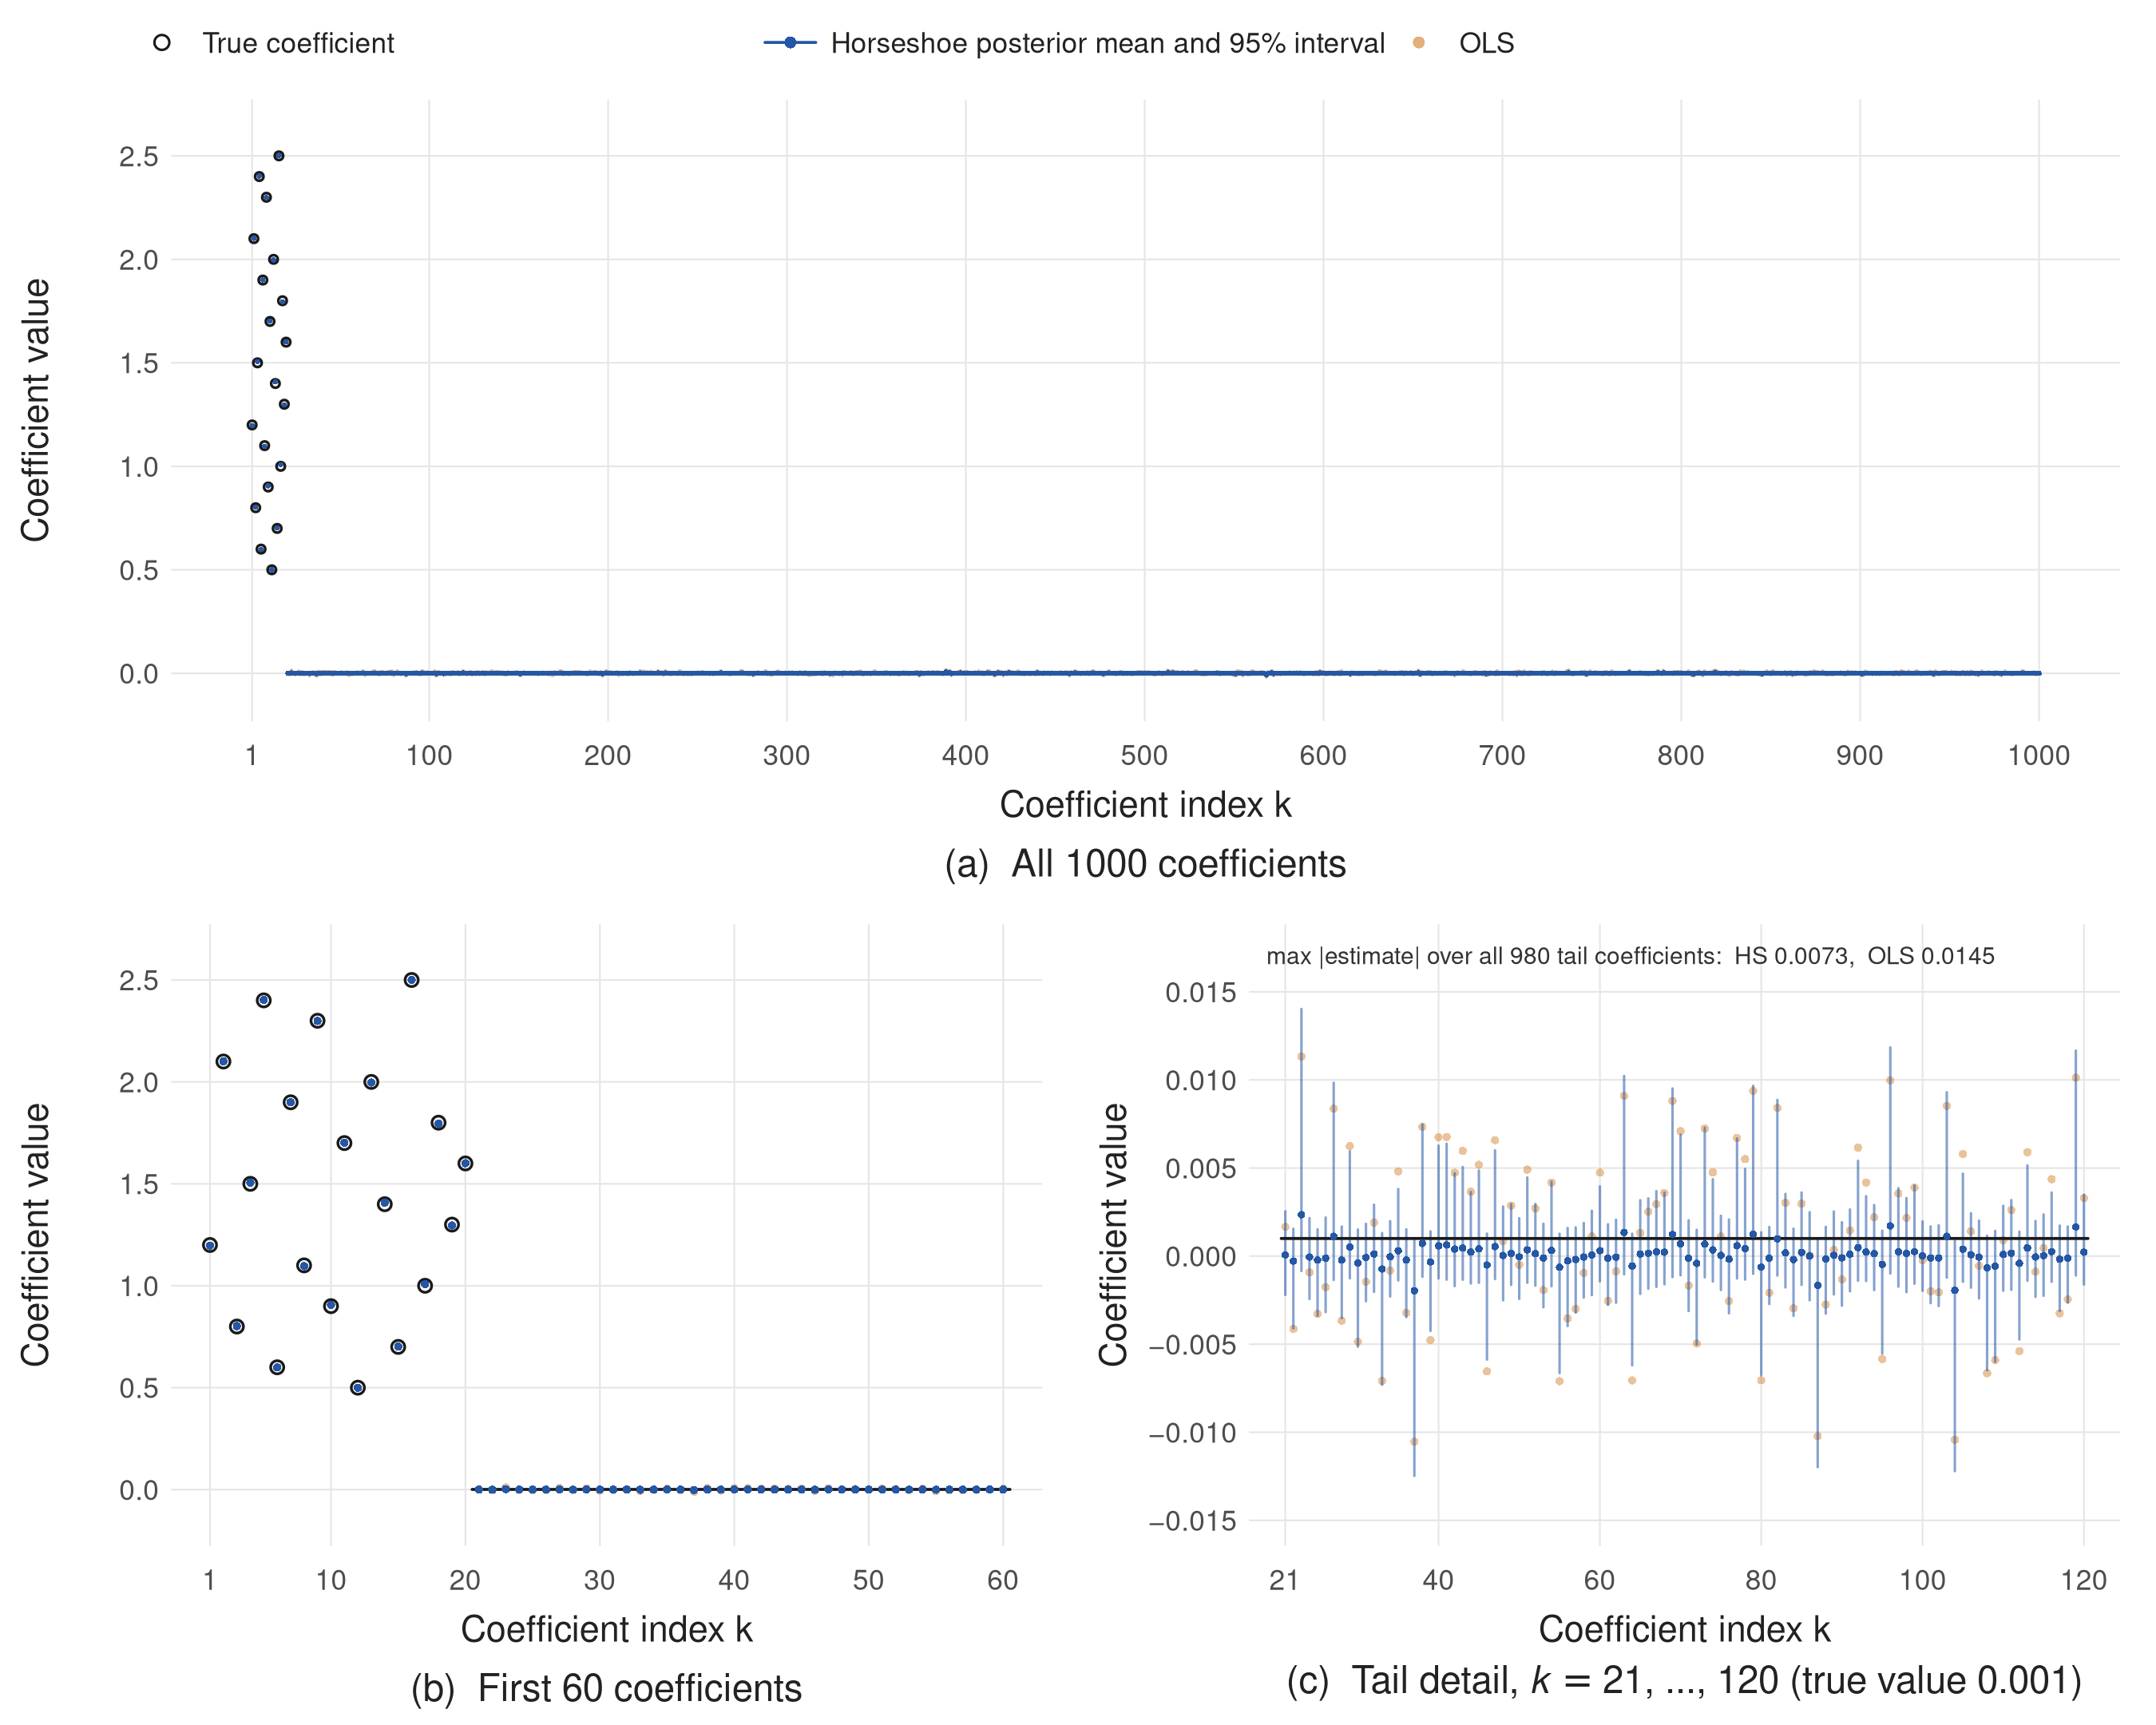 True coefficient
Horseshoe posterior mean and 95% interval
OLS
Coefficient value
2.5
2.0
1.5
1.0
0.5
0.0
1 100 200 300 400 500 600 700 800 900 1000
Coefficient index k
(a) All 1000 coefficients
Coefficient value
2.5
2.0
1.5
1.0
0.5
0.0
1 10 20 30 40 50 60
Coefficient index k
(b) First 60 coefficients
max |estimate| over all 980 tail coefficients: HS 0.0073, OLS 0.0145
Coefficient value
0.015
0.010
0.005
0.000
−0.005
−0.010
−0.015
21 40 60 80 100 120
Coefficient index k
(c) Tail detail, k = 21, ..., 120 (true value 0.001)